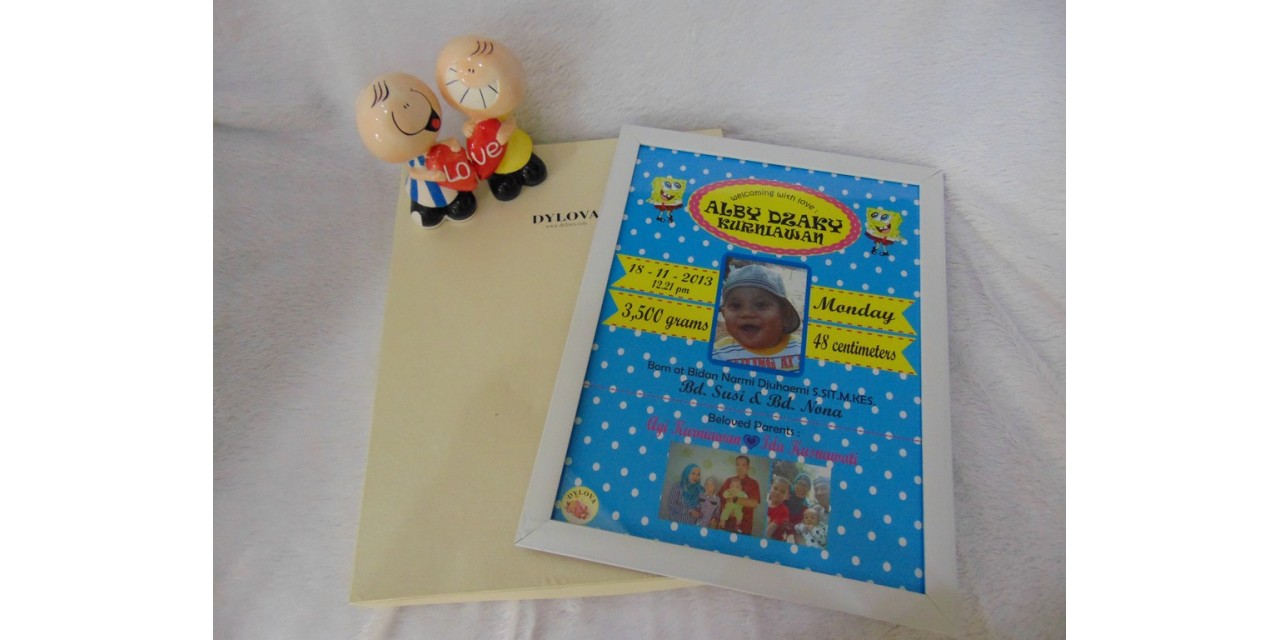 LOVE
DYLOVA
welcoming with love :
ALBY DZAKY
KURNIAWAN
18 - 11 - 2013
12.21 pm
3,500 grams
Monday
48 centimeters
Born at Bidan Narmi Djuhaemi S.SIT.M.KES.
Bd. Susi & Bd. Nona
Beloved Parents :
Kurniawan
DYLOVA